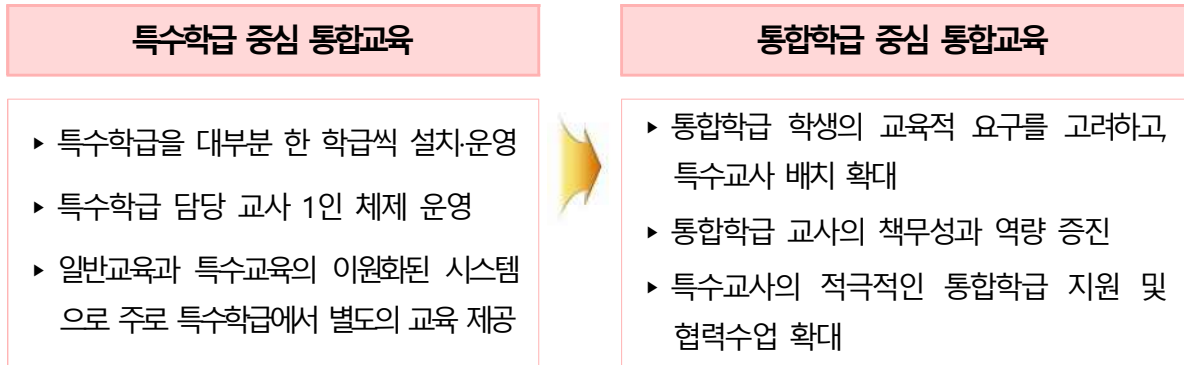 특수학급 중심 통합교육
▸ 특수학급을 대부분 한 학급씩 설치·운영
▸ 특수학급 담당 교사 1인 체제 운영
▸ 일반교육과 특수교육의 이원화된 시스템
으로 주로 특수학급에서 별도의 교육 제공
통합학급 중심 통합교육
▸ 통합학급 학생의 교육적 요구를 고려하고,
특수교사 배치 확대
▸ 통합학급 교사의 책무성과 역량 증진
▸ 특수교사의 적극적인 통합학급 지원 및
협력수업 확대